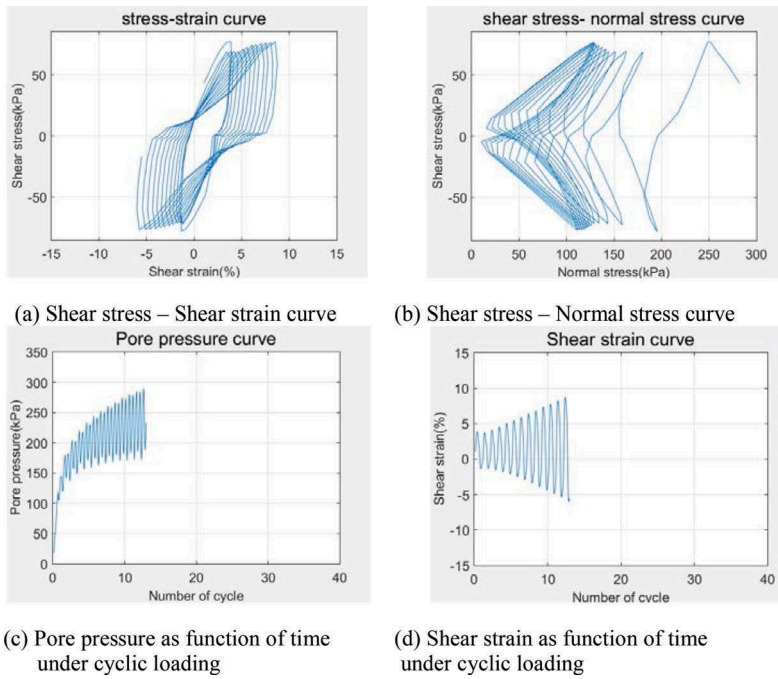 stress-strain curve
Shear stress(kPa)
50
0
-50
-15 -10 -5 0 5 10 15
Shear strain(%)
shear stress- normal stress curve
Shear stress(kPa)
50
0
-50
0 50 100 150 200 250 300
Normal stress(kPa)
(a) Shear stress – Shear strain curve
(b) Shear stress – Normal stress curve
Pore pressure curve
Pore pressure(kPa)
350
300
250
200
150
100
50
0
0 10 20 30 40
Number of cycle
Shear strain curve
Shear strain(%)
15
10
5
0
-5
-10
-15
0 10 20 30 40
Number of cycle
(c) Pore pressure as function of time
under cyclic loading
(d) Shear strain as function of time
under cyclic loading